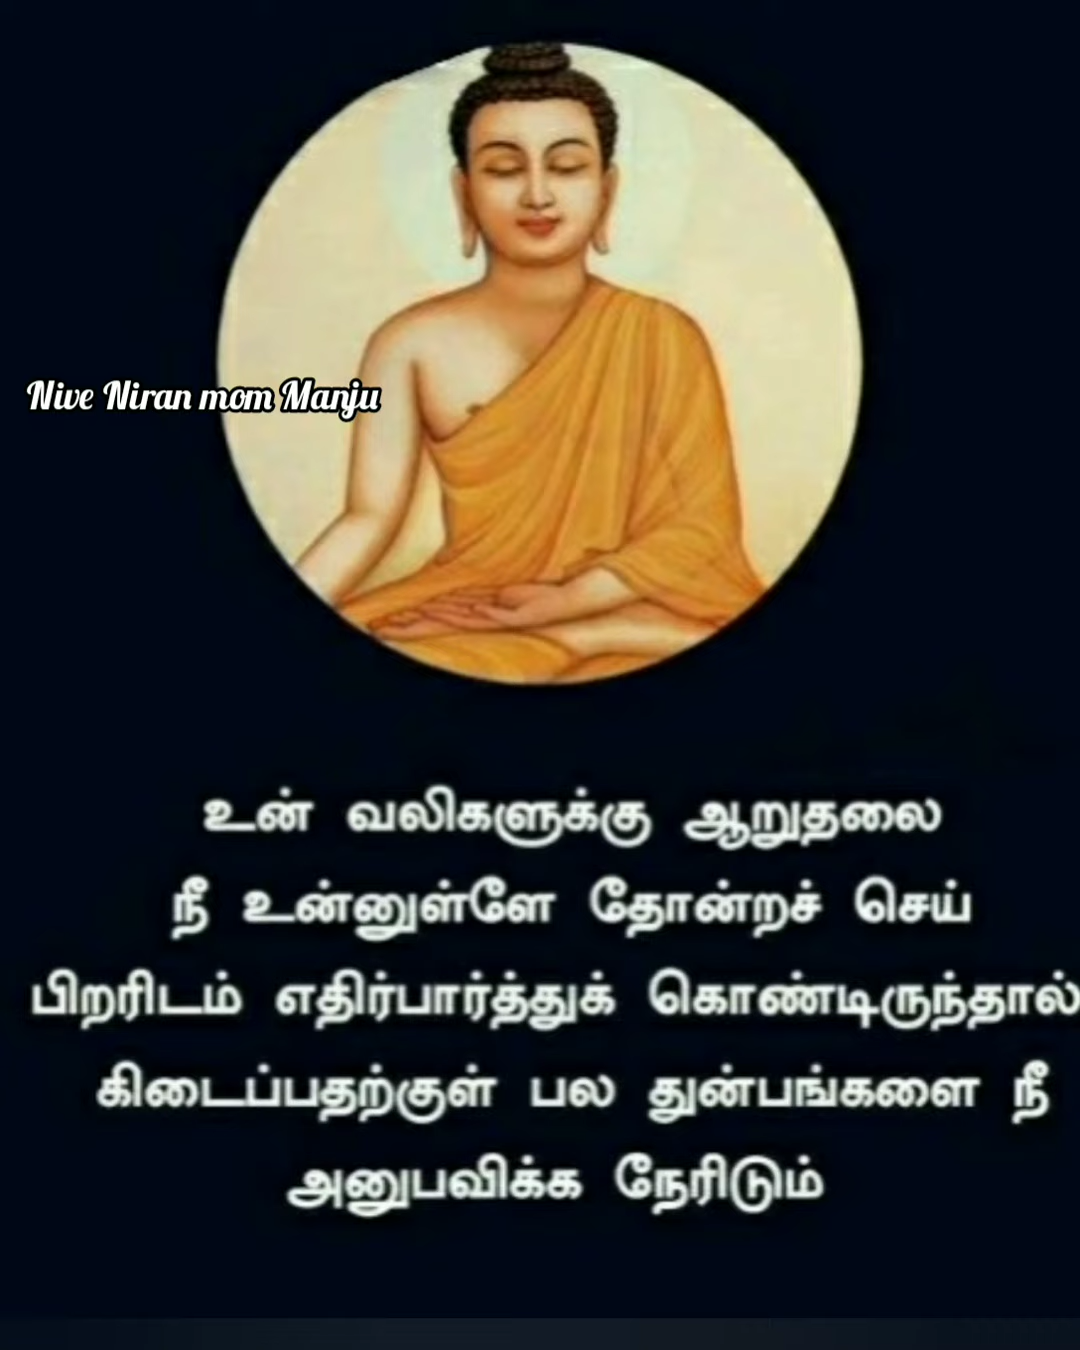 Nive Niran mom Manju
உன் வலிகளுக்கு ஆறுதலை
நீ உன்னுள்ளே தோன்றச் செய்
பிறரிடம் எதிர்பார்த்துக் கொண்டிருந்தால்
கிடைப்பதற்குள் பல துன்பங்களை நீ
அனுபவிக்க நேரிடும்